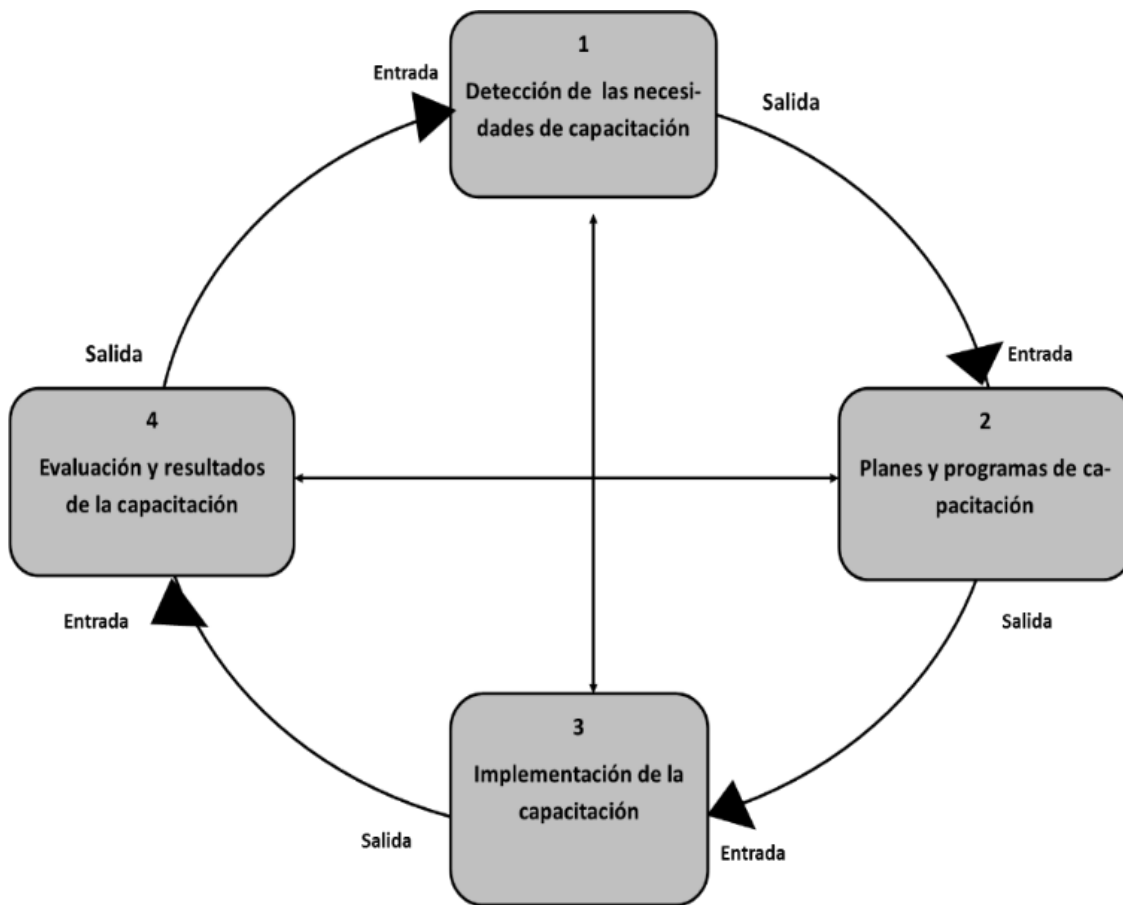 1
Entrada
Detección de las necesi-
dades de capacitación
Salida
Salida
Entrada
4
Evaluación y resultados
de la capacitación
2
Planes y programas de ca-
pacitación
Entrada
Salida
3
Implementación de la
capacitación
Salida
Entrada